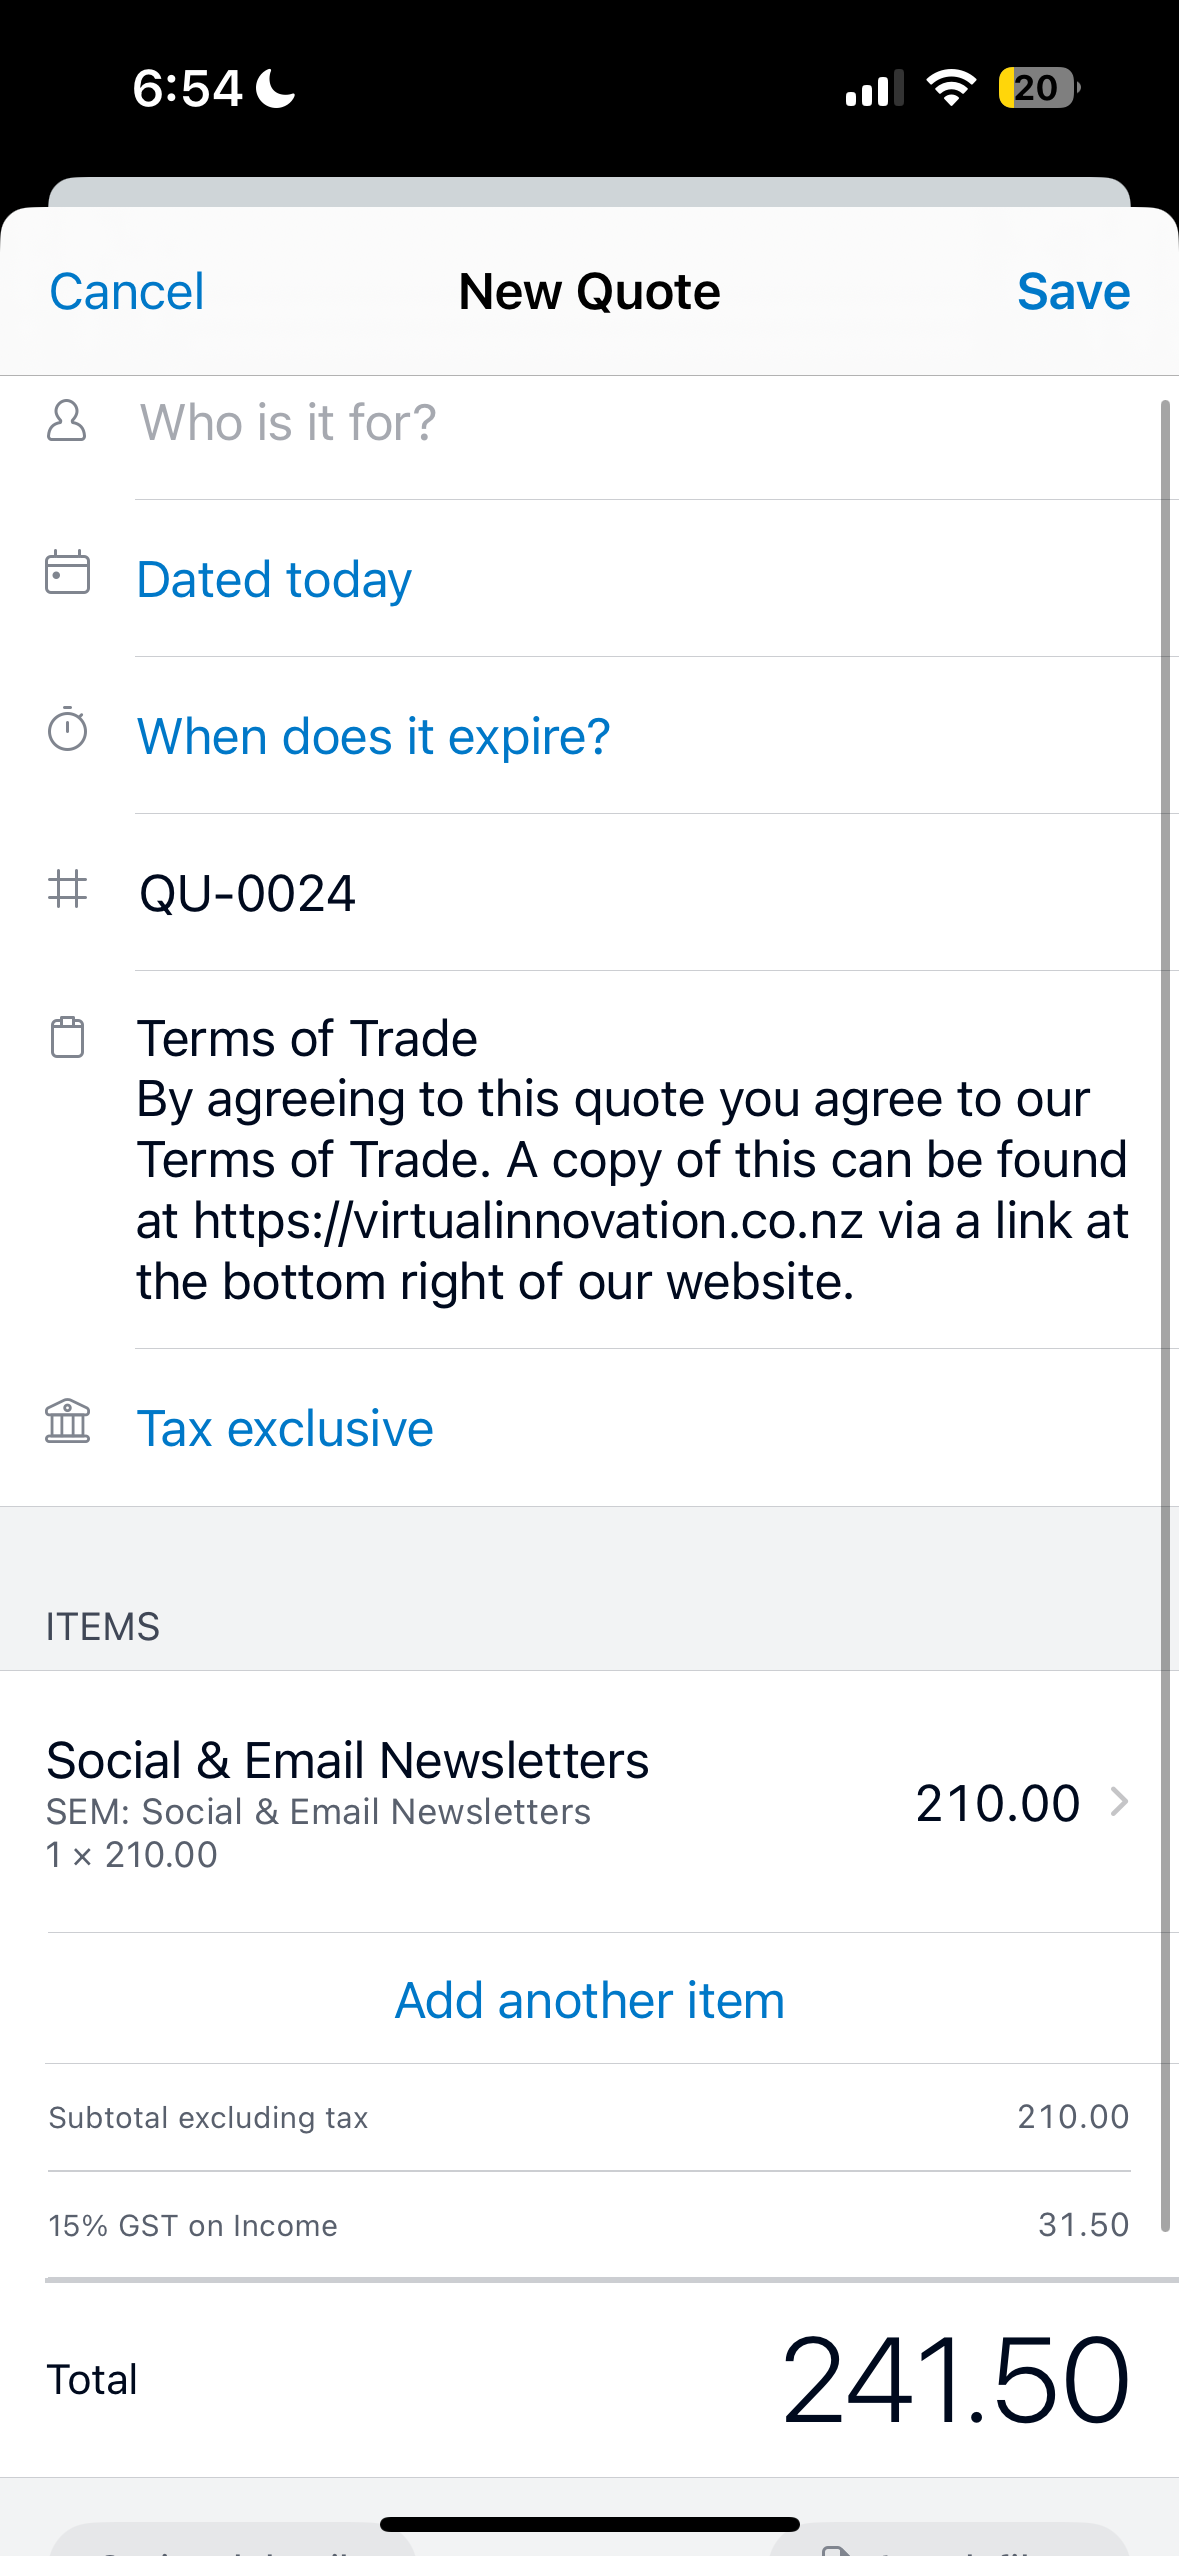 6:54
20
Cancel
New Quote
Save
Who is it for?
Dated today
When does it expire?
QU-0024
Terms of Trade
By agreeing to this quote you agree to our
Terms of Trade. A copy of this can be found
at https://virtualinnovation.co.nz via a link at
the bottom right of our website.
Tax exclusive
ITEMS
Social & Email Newsletters
SEM: Social & Email Newsletters
1 × 210.00
210.00
Add another item
Subtotal excluding tax
210.00
15% GST on Income
31.50
Total
241.50